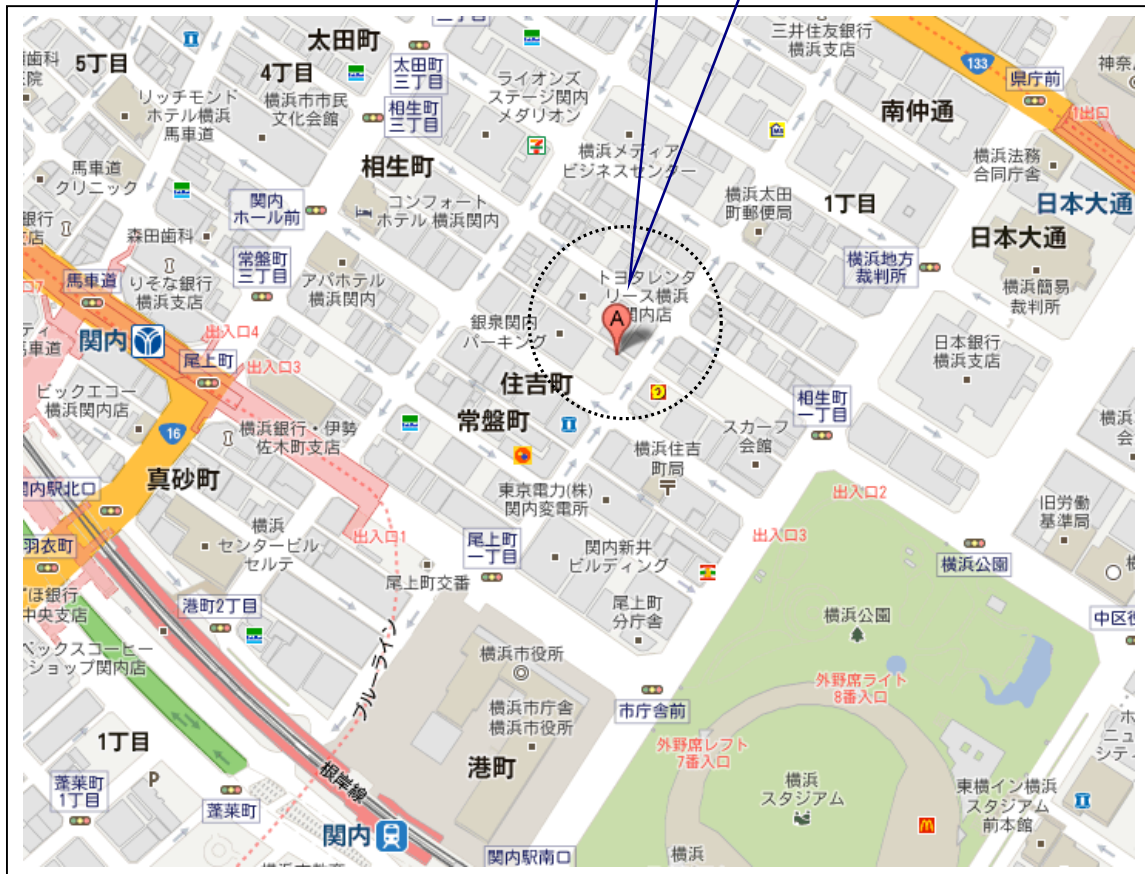 三丁目
三井住友銀行
横浜支店
太田町
5丁目
4丁目
太田町
三丁目
133
県庁前
1出口
ライオンズ
ステージ関内
メダリオン
リッチモンド
ホテル横浜
馬車道
横浜市市民
文化会館
相生町
三丁目
南仲通
横浜メディア
ビジネスセンター
横浜法務
合同庁舎
馬車道
クリニック
相生町
関内
ホール前
コンフォート
ホテル 横浜関内
横浜太田
町郵便局
1丁目
日本大通
日本大通
森田歯科
常盤町
三丁目
横浜地方
裁判所
馬車道
りそな銀行
横浜支店
アパホテル
横浜関内
トヨタレンタ
リース横浜
関内店
横浜簡易
裁判所
A
銀泉関内
パーキング
出入口4
関内
尾上町
出入口3
日本銀行
横浜支店
住吉町
ビックエコー
横浜関内店
16
横浜銀行・伊勢
佐木町支店
常盤町
相生町
一丁目
スカーフ
会館
横浜住吉
町局
真砂町
関内駅北口
東京電力(株)
関内変電所
出入口2
旧労働
基準局
羽衣町
横浜
センタービル
セルテ
出入口1
尾上町
一丁目
関内新井
ビルディング
出入口3
横浜公園
尾上町交番
港町2丁目
尾上町
分庁舎
横浜公園
ブルーライン
横浜市役所
外野席ライト
8番入口
市庁舎前
横浜市庁舎
横浜市役所
外野席レフト
7番入口
1丁目
根岸線
港町
横浜
スタジアム
東横イン横浜
スタジアム
前本館
蓬莱町
1丁目
P
蓬莱町
関内
関内駅南口
横浜